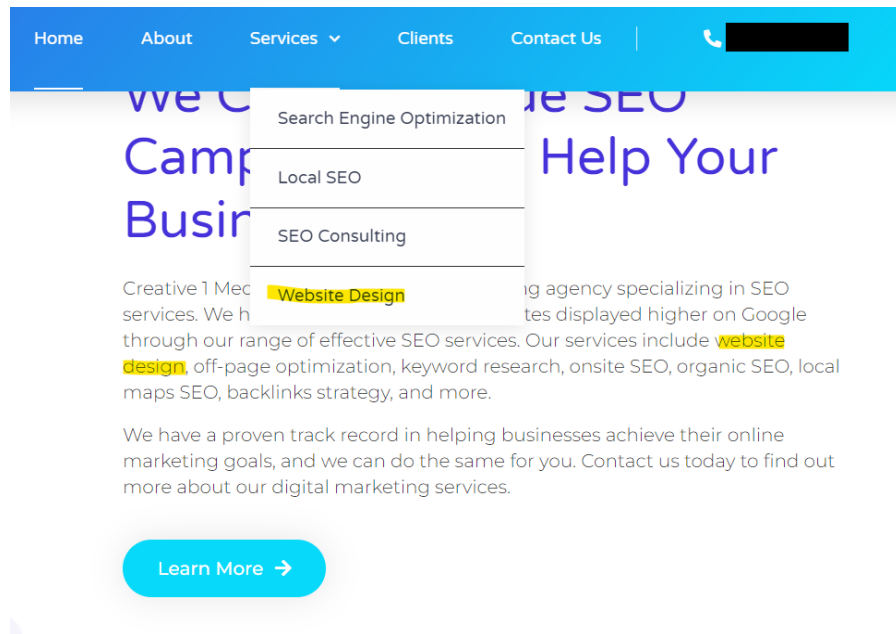 Home About Services Clients Contact Us
We C de SEO
Search Engine Optimization
Camp Help Your
Local SEO
Busin
SEO Consulting
Creative 1 Med ng agency specializing in SEO
Website Design
services. We h tes displayed higher on Google
through our range of effective SEO services. Our services include website
design, off-page optimization, keyword research, onsite SEO, organic SEO, local
maps SEO, backlinks strategy, and more.
We have a proven track record in helping businesses achieve their online
marketing goals, and we can do the same for you. Contact us today to find out
more about our digital marketing services.
Learn More